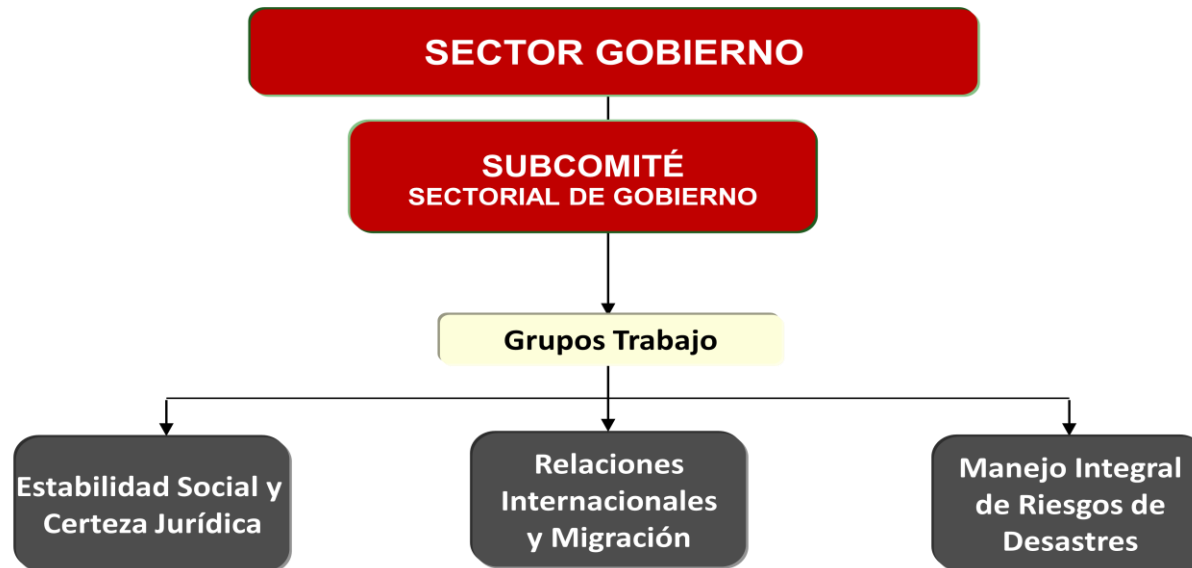 SECTOR GOBIERNO
SUBCOMITÉ
SECTORIAL DE GOBIERNO
Grupos Trabajo
Estabilidad Social y
Certeza Jurídica
Relaciones
Internacionales
y Migración
Manejo Integral
de Riesgos de
Desastres